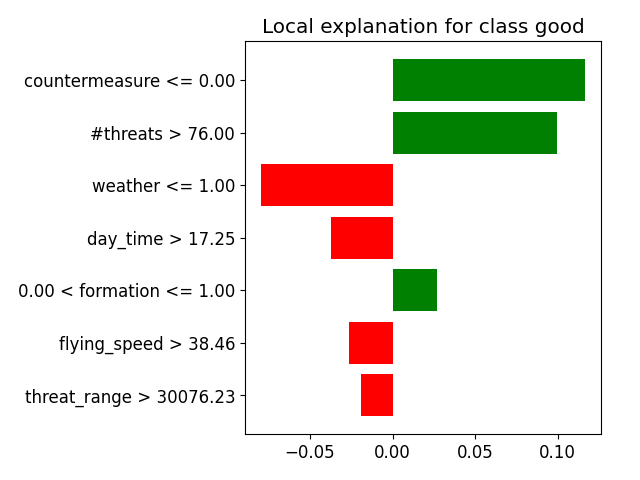 Local explanation for class good
countermeasure <= 0.00
#threats > 76.00
weather <= 1.00
day_time > 17.25
0.00 < formation <= 1.00
flying_speed > 38.46
threat_range > 30076.23
−0.05 0.00 0.05 0.10